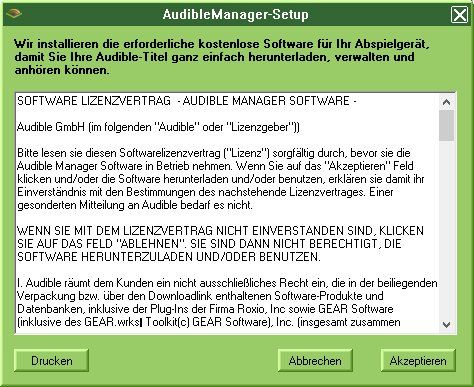 AudibleManager-Setup
Wir installieren die erforderliche kostenlose Software für Ihr Abspielgerät,
damit Sie Ihre Audible-Titel ganz einfach herunterladen, verwalten und
anhören können.
SOFTWARE LIZENZVERTRAG - AUDIBLE MANAGER SOFTWARE -
Audible GmbH (im folgenden "Audible" oder "Lizenzgeber"))
Bitte lesen sie diesen Softwarelizenzvertrag ("Lizenz") sorgfältig durch, bevor sie die
Audible Manager Software in Betrieb nehmen. Wenn Sie auf das "Akzeptieren" Feld
klicken und/oder die Software herunterladen und/oder benutzen, erklären sie damit ihr
Einverständnis mit den Bestimmungen des nachstehende Lizenzvertrages. Einer
gesonderten Mitteilung an Audible bedarf es nicht.
WENN SIE MIT DEM LIZENZVERTRAG NICHT EINVERSTANDEN SIND, KLICKEN
SIE AUF DAS FELD "ABLEHNEN". SIE SIND DANN NICHT BERECHTIGT, DIE
SOFTWARE HERUNTERZULADEN UND/ODER BENUTZEN.
I. Audible räumt dem Kunden ein nicht ausschließliches Recht ein, die in der beiliegenden
Verpackung bzw. über den Downloadlink enthaltenen Software-Produkte und
Datenbanken, inklusive der Plug-Ins der Firma Roxio, Inc sowie GEAR Software
(inklusive des GEAR.wrks| Toolkit(c) GEAR Software), Inc. (insgesamt zusammen
Drucken Abbrechen Akzeptieren